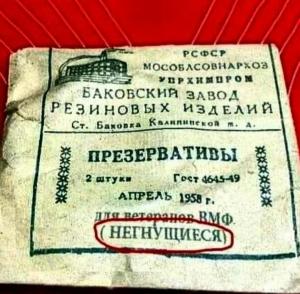 РСФСР
МОСОБЛСОВНАРХОЗ
УПРХИМПРОМ
БАКОВСКИЙ ЗАВОД
РЕЗИНОВЫХ ИЗДЕЛИЙ
Ст. Баковка Калининской ж. д.
ПРЕЗЕРВАТИВЫ
2 штуки Гост 4645-49
АПРЕЛЬ 1958 г.
для ветеранов ВМФ.
(НЕГНУЩИЕСЯ)